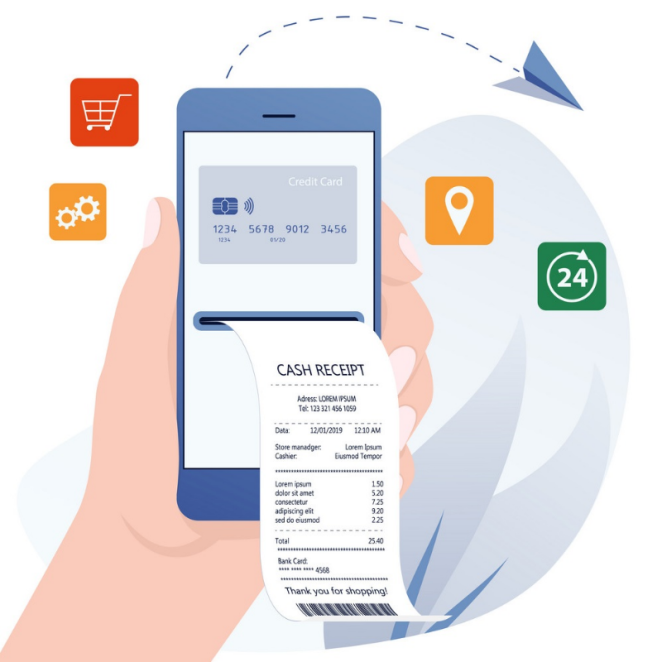 Credit Card
1234 5678 9012 3456
1234 01/20
24
CASH RECEIPT
Adress: LOREM IPSUM
Tel: 123 321 456 1059
Data: 12/01/2019 12:10 AM
Store manadger: Lorem Ipsum
Cashier: Eiusmod Tempor
****************************************
Lorem ipsum 1.50
dolor sit amet 5.20
consectetur 7.25
adipiscing elit 9.20
sed do eiusmod 2.25
Total 25.40
****************************************
Bank Card:
**** **** **** 4568
****************************************
Thank you for shopping!